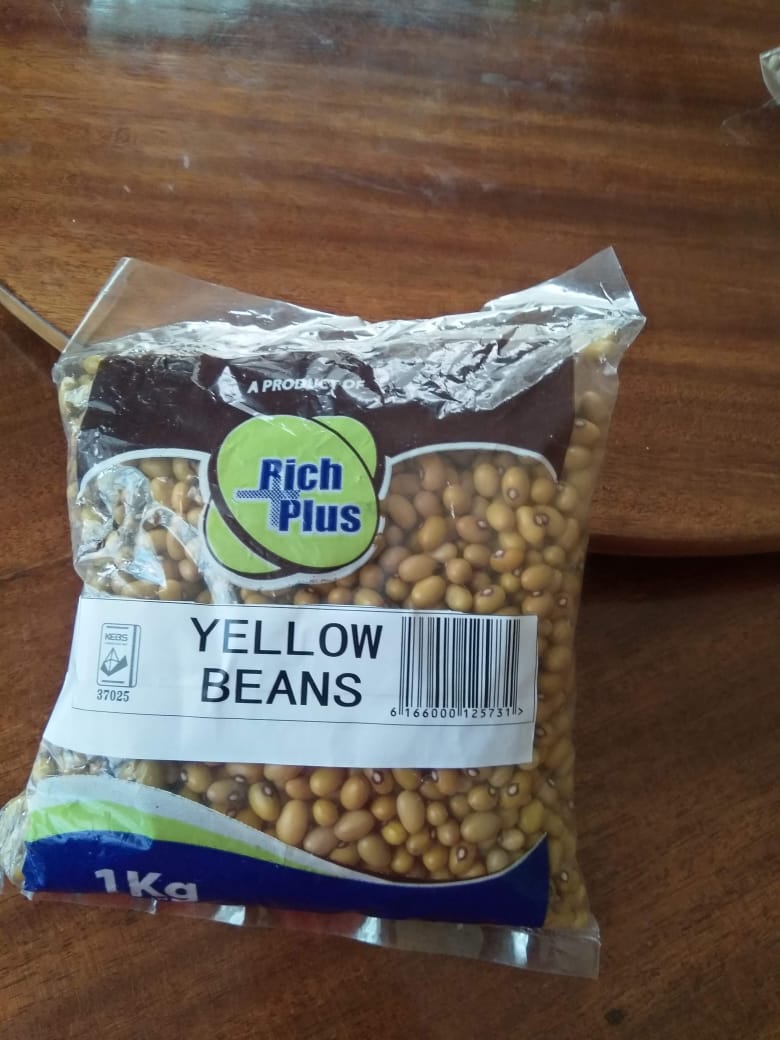 A PRODUCT OF
Rich
Plus
KEBS
37025
YELLOW
BEANS
6 166000 125731 >
1Kg